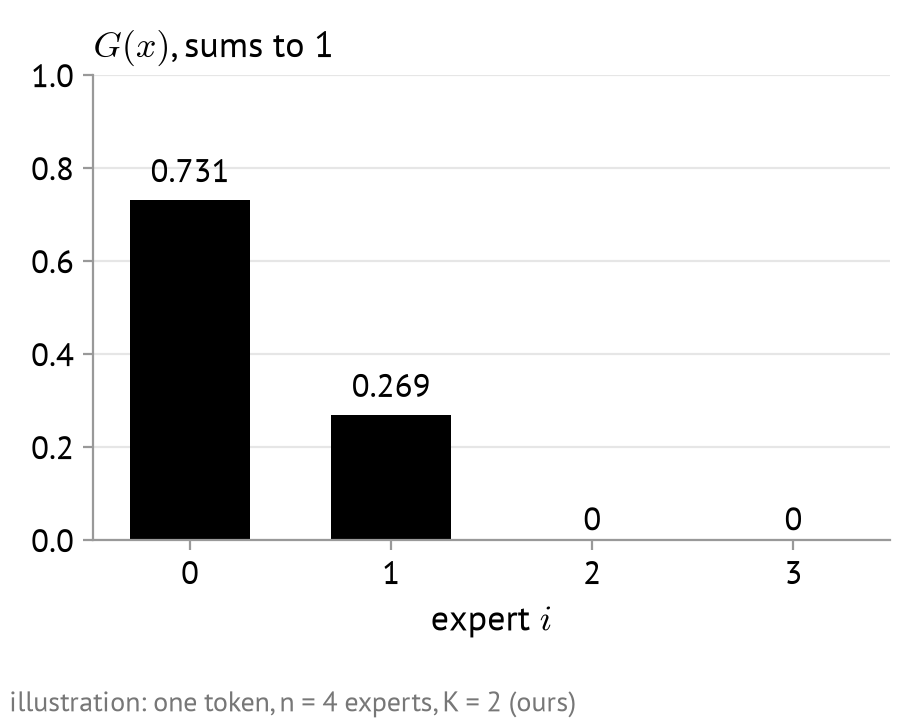 G(x), sums to 1
1.0
0.8
0.6
0.4
0.2
0.0
0.731
0.269
0
0
0 1 2 3
expert i
illustration: one token, n = 4 experts, K = 2 (ours)